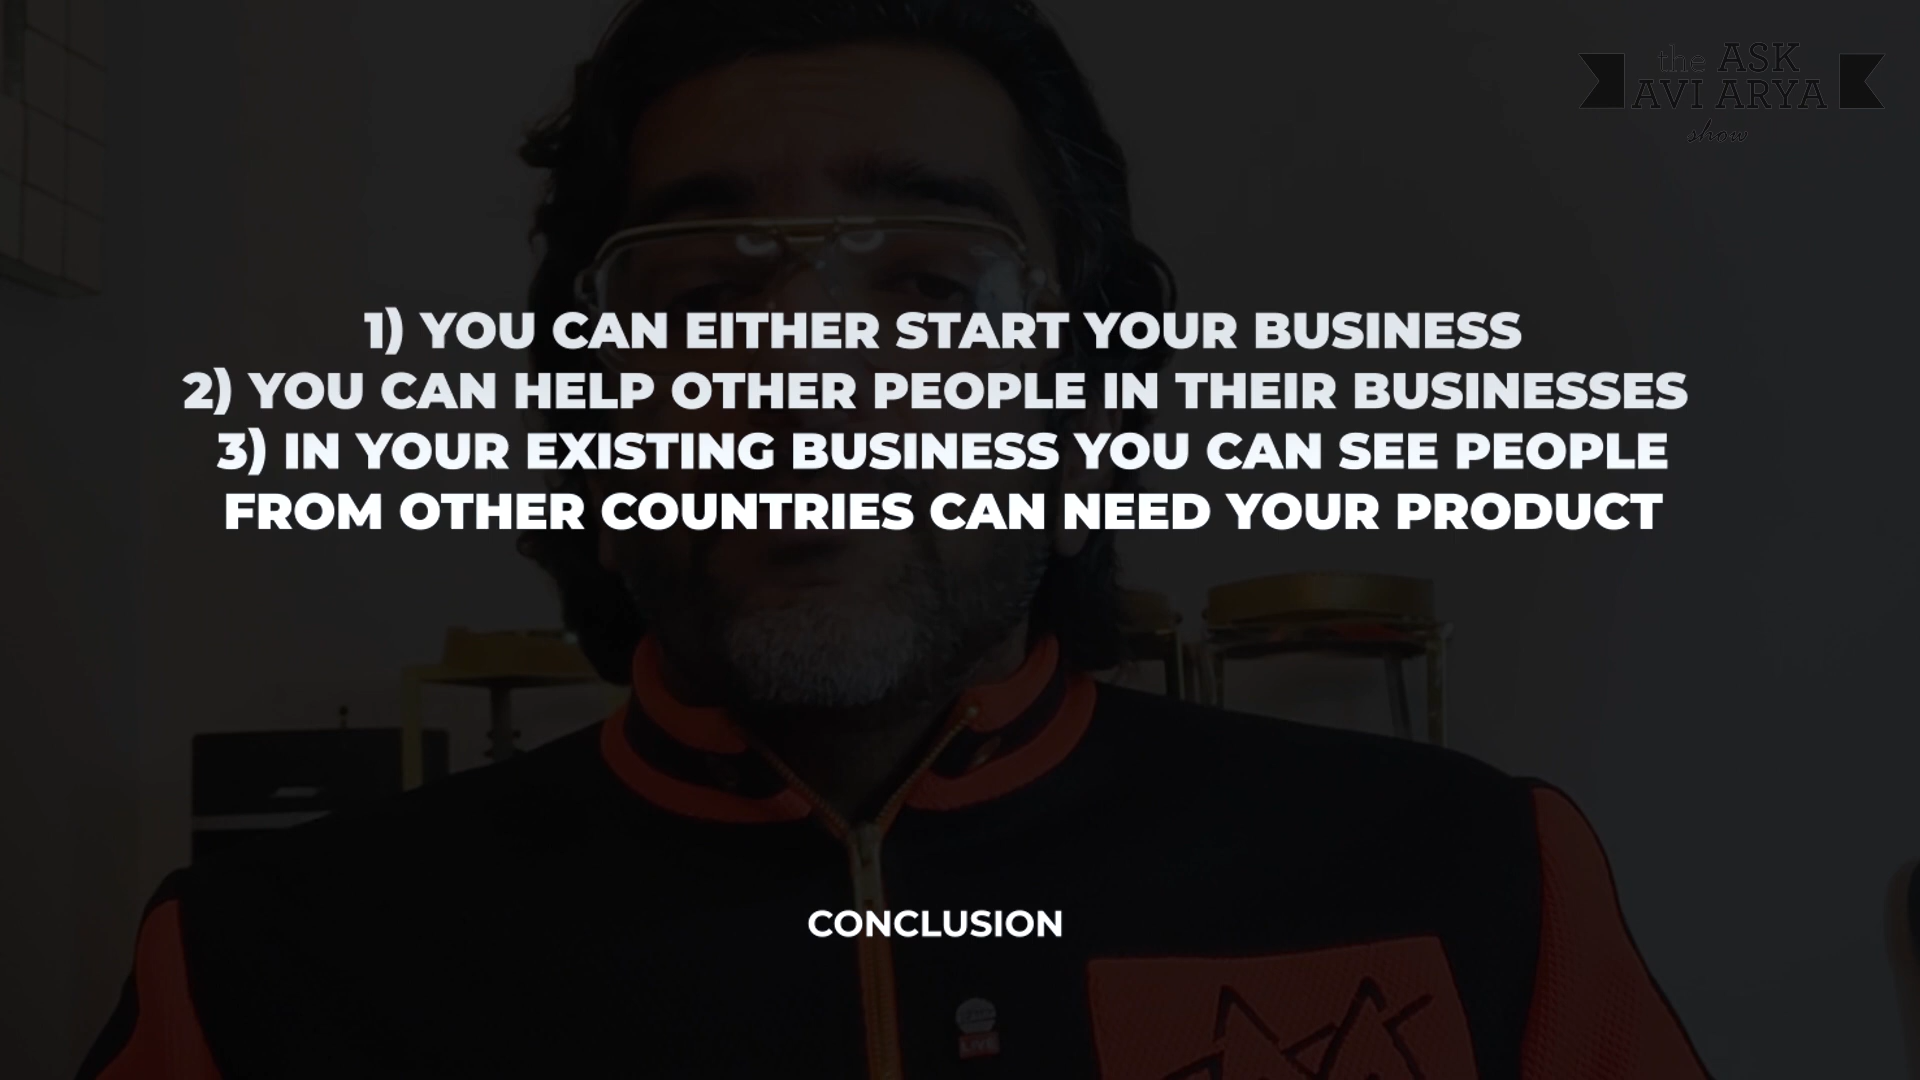 the ASK
AVI ARYA
show
1) YOU CAN EITHER START YOUR BUSINESS
2) YOU CAN HELP OTHER PEOPLE IN THEIR BUSINESSES
3) IN YOUR EXISTING BUSINESS YOU CAN SEE PEOPLE
FROM OTHER COUNTRIES CAN NEED YOUR PRODUCT
CONCLUSION
LIVE